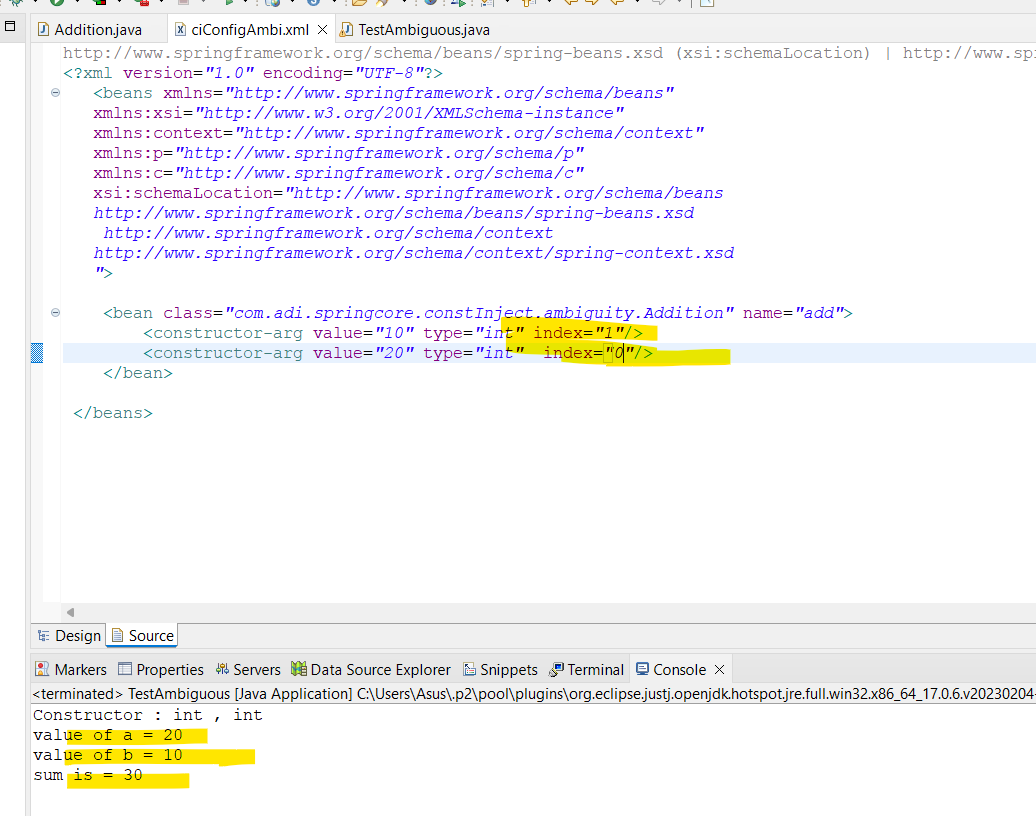 Addition.java ciConfigAmbi.xml TestAmbiguous.java
http://www.springframework.org/schema/beans/spring-beans.xsd (xsi:schemaLocation) | http://www.spri
<?xml version="1.0" encoding="UTF-8"?>
<beans xmlns="http://www.springframework.org/schema/beans"
xmlns:xsi="http://www.w3.org/2001/XMLSchema-instance"
xmlns:context="http://www.springframework.org/schema/context"
xmlns:p="http://www.springframework.org/schema/p"
xmlns:c="http://www.springframework.org/schema/c"
xsi:schemaLocation="http://www.springframework.org/schema/beans
http://www.springframework.org/schema/beans/spring-beans.xsd
http://www.springframework.org/schema/context
http://www.springframework.org/schema/context/spring-context.xsd
">
<bean class="com.adi.springcore.constInject.ambiguity.Addition" name="add">
<constructor-arg value="10" type="int" index="1"/>
<constructor-arg value="20" type="int"  index="0"/>
</bean>
</beans>
Design Source
Markers Properties Servers Data Source Explorer Snippets Terminal Console
<terminated> TestAmbiguous [Java Application] C:\Users\Asus\.p2\pool\plugins\org.eclipse.justj.openjdk.hotspot.jre.full.win32.x86_64_17.0.6.v20230204-
Constructor : int , int
value of a = 20
value of b = 10
sum is = 30